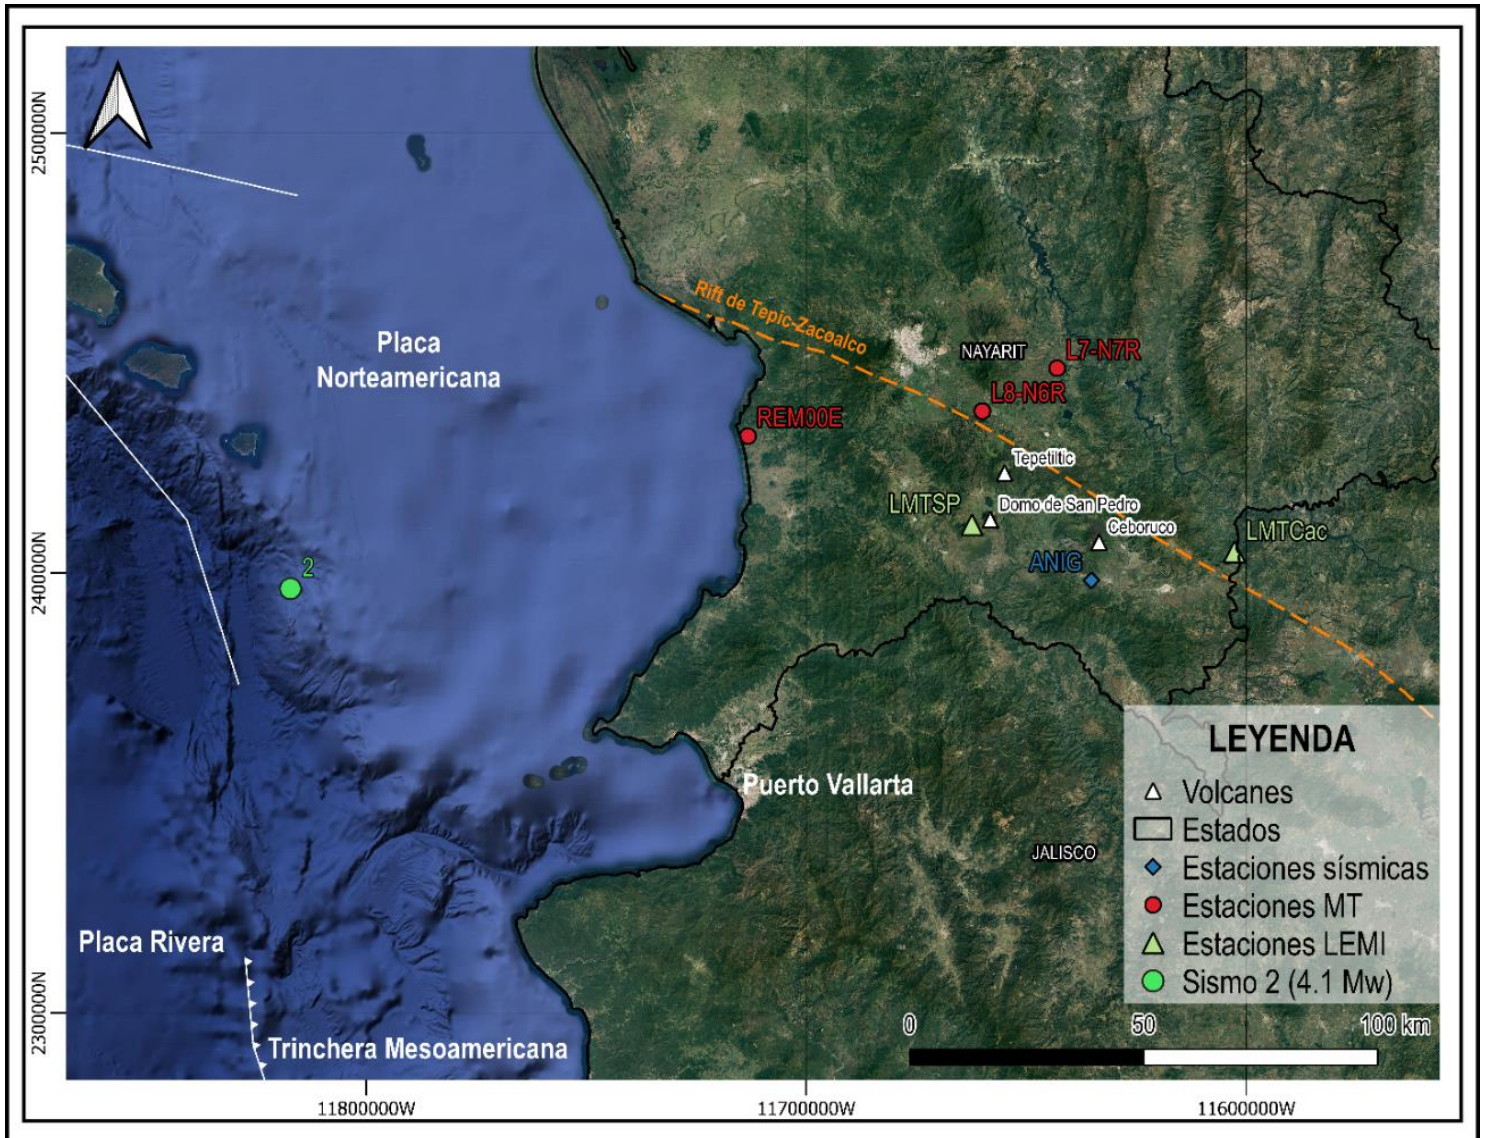 2500000N
2400000N
2300000N
Placa
Norteamericana
Rift de Tepic-Zacoalco
NAYARIT
L7-N7R
L8-N6R
REM00E
Tepetiltic
LMTSP
Domo de San Pedro
Ceboruco
LMTCac
ANIG
2
Puerto Vallarta
JALISCO
Placa Rivera
Trinchera Mesoamericana
LEYENDA
Volcanes
Estados
Estaciones sísmicas
Estaciones MT
Estaciones LEMI
Sismo 2 (4.1 Mw)
0 50 100 km
11800000W 11700000W 11600000W